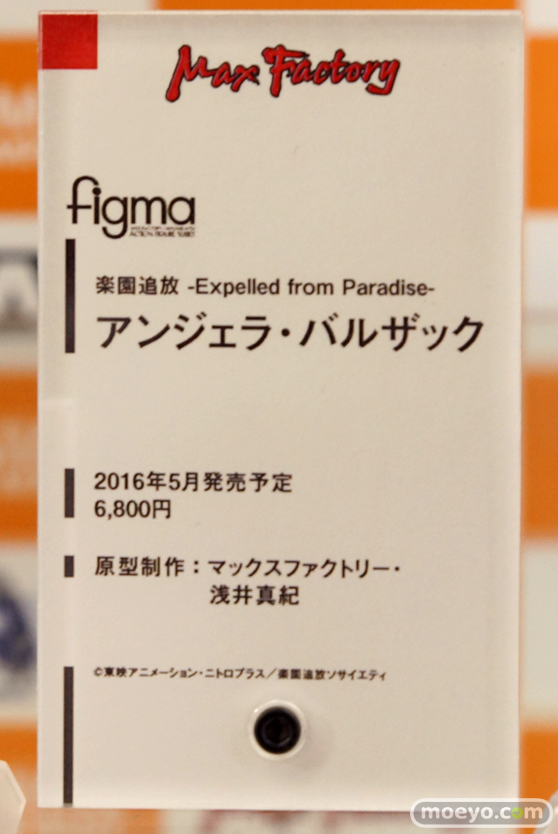 Max Factory
figma
ACTION FIGURE SERIES
楽園追放 -Expelled from Paradise-
アンジェラ・バルザック
2016年5月発売予定
6,800円
原型制作：マックスファクトリー・
浅井真紀
©東映アニメーション・ニトロプラス／楽園追放ソサイエティ
moeyo.com